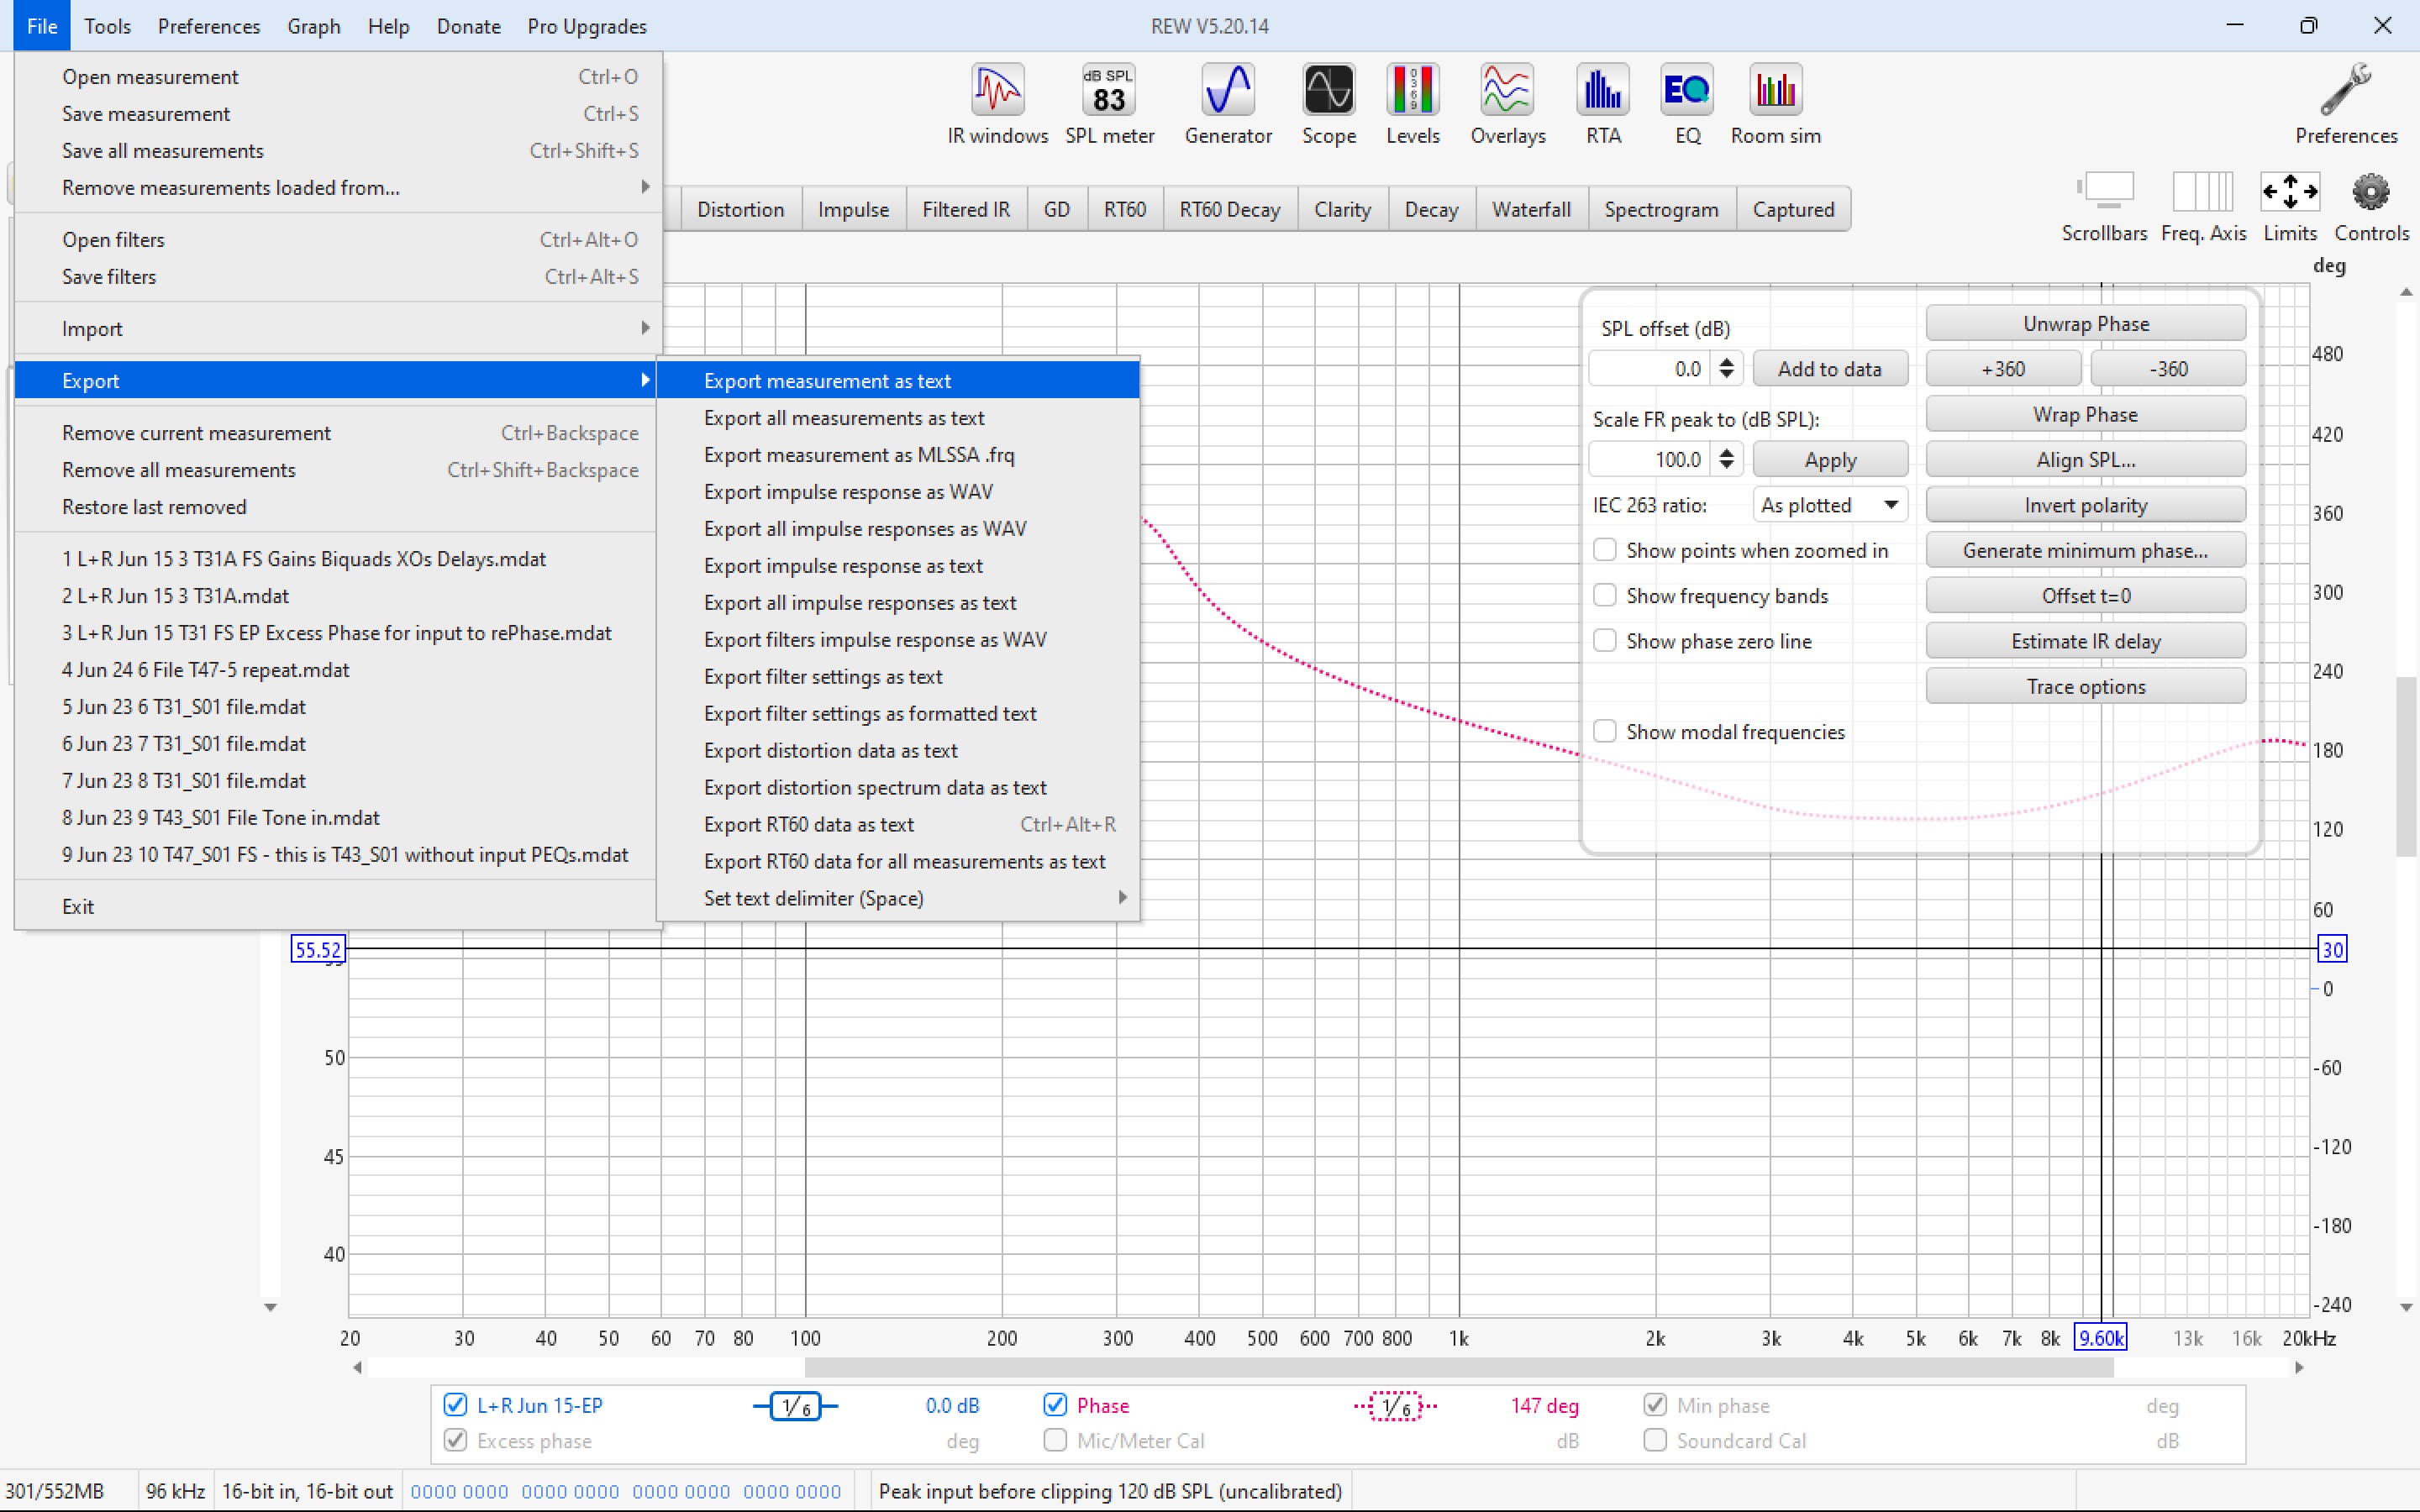 File Tools Preferences Graph Help Donate Pro Upgrades REW V5.20.14
Open measurement Ctrl+O
Save measurement Ctrl+S
Save all measurements Ctrl+Shift+S
Remove measurements loaded from...
Open filters Ctrl+Alt+O
Save filters Ctrl+Alt+S
Import
Export
Remove current measurement Ctrl+Backspace
Remove all measurements Ctrl+Shift+Backspace
Restore last removed
1 L+R Jun 15 3 T31A FS Gains Biquads XOs Delays.mdat
2 L+R Jun 15 3 T31A.mdat
3 L+R Jun 15 T31 FS EP Excess Phase for input to rePhase.mdat
4 Jun 24 6 File T47-5 repeat.mdat
5 Jun 23 6 T31_S01 file.mdat
6 Jun 23 7 T31_S01 file.mdat
7 Jun 23 8 T31_S01 file.mdat
8 Jun 23 9 T43_S01 File Tone in.mdat
9 Jun 23 10 T47_S01 FS - this is T43_S01 without input PEQs.mdat
Exit
Export measurement as text
Export all measurements as text
Export measurement as MLSSA .frq
Export impulse response as WAV
Export all impulse responses as WAV
Export impulse response as text
Export all impulse responses as text
Export filters impulse response as WAV
Export filter settings as text
Export filter settings as formatted text
Export distortion data as text
Export distortion spectrum data as text
Export RT60 data as text Ctrl+Alt+R
Export RT60 data for all measurements as text
Set text delimiter (Space)
dB SPL
83
0 3 6 9
EQ
IR windows SPL meter Generator Scope Levels Overlays RTA EQ Room sim Preferences
Distortion Impulse Filtered IR GD RT60 RT60 Decay Clarity Decay Waterfall Spectrogram Captured
Scrollbars Freq. Axis Limits Controls
deg
SPL offset (dB) Unwrap Phase
0.0 Add to data +360 -360
Scale FR peak to (dB SPL): Wrap Phase
100.0 Apply Align SPL...
IEC 263 ratio: As plotted Invert polarity
Show points when zoomed in Generate minimum phase...
Show frequency bands Offset t=0
Show phase zero line Estimate IR delay
Trace options
Show modal frequencies
480
420
360
300
240
180
120
60
30
0
-60
-120
-180
-240
55.52
50
45
40
20 30 40 50 60 70 80 100 200 300 400 500 600 700 800 1k 2k 3k 4k 5k 6k 7k 8k 9.60k 13k 16k 20kHz
L+R Jun 15-EP 1/6 0.0 dB Phase 1/6 147 deg Min phase deg
Excess phase deg Mic/Meter Cal dB Soundcard Cal dB
301/552MB 96 kHz 16-bit in, 16-bit out 0000 0000 0000 0000 0000 0000 0000 0000 Peak input before clipping 120 dB SPL (uncalibrated)